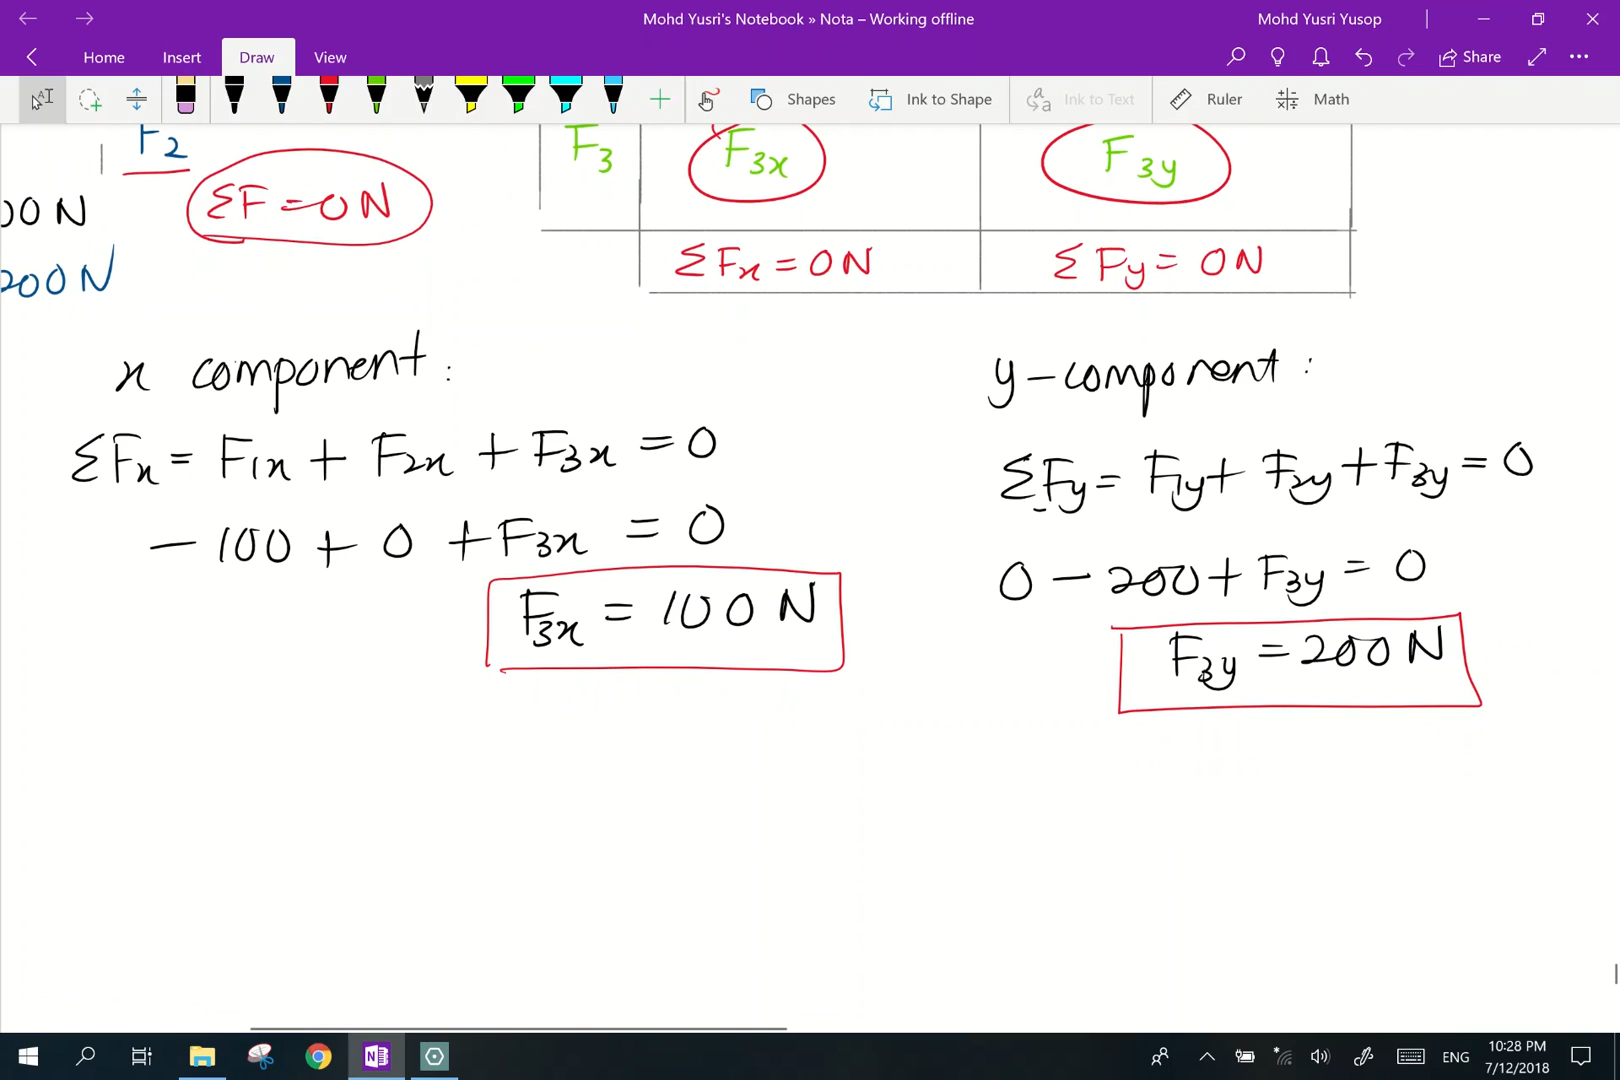 Mohd Yusri's Notebook » Nota – Working offline
Mohd Yusri Yusop
Home Insert Draw View
Share
Shapes Ink to Shape Ink to Text Ruler Math
F2
ΣF = 0 N
00 N
200 N
F3 F3x F3y
ΣFx = 0 N ΣFy = 0 N
x component :
ΣFx = F1x + F2x + F3x = 0
- 100 + 0 + F3x = 0
F3x = 100 N
y-component :
ΣFy = F1y + F2y + F3y = 0
0 - 200 + F3y = 0
F3y = 200 N
ENG
10:28 PM
7/12/2018